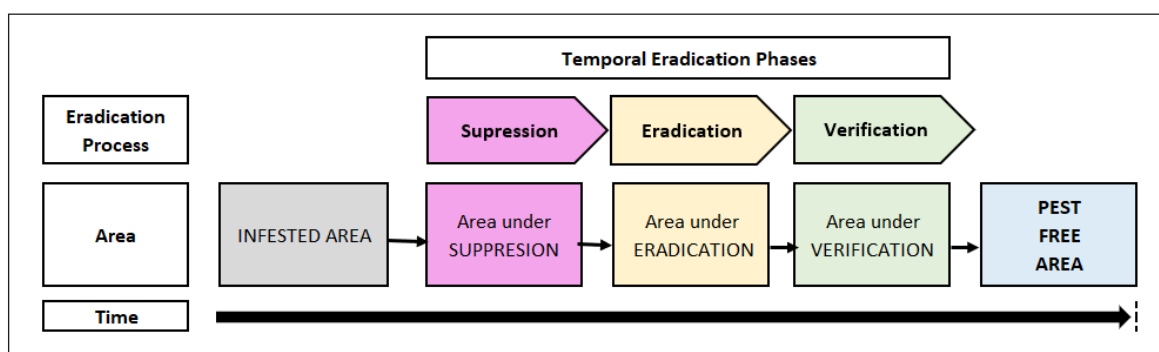 Temporal Eradication Phases
Eradication
Process
Supression
Eradication
Verification
Area
INFESTED AREA
Area under
SUPPRESION
Area under
ERADICATION
Area under
VERIFICATION
PEST
FREE
AREA
Time